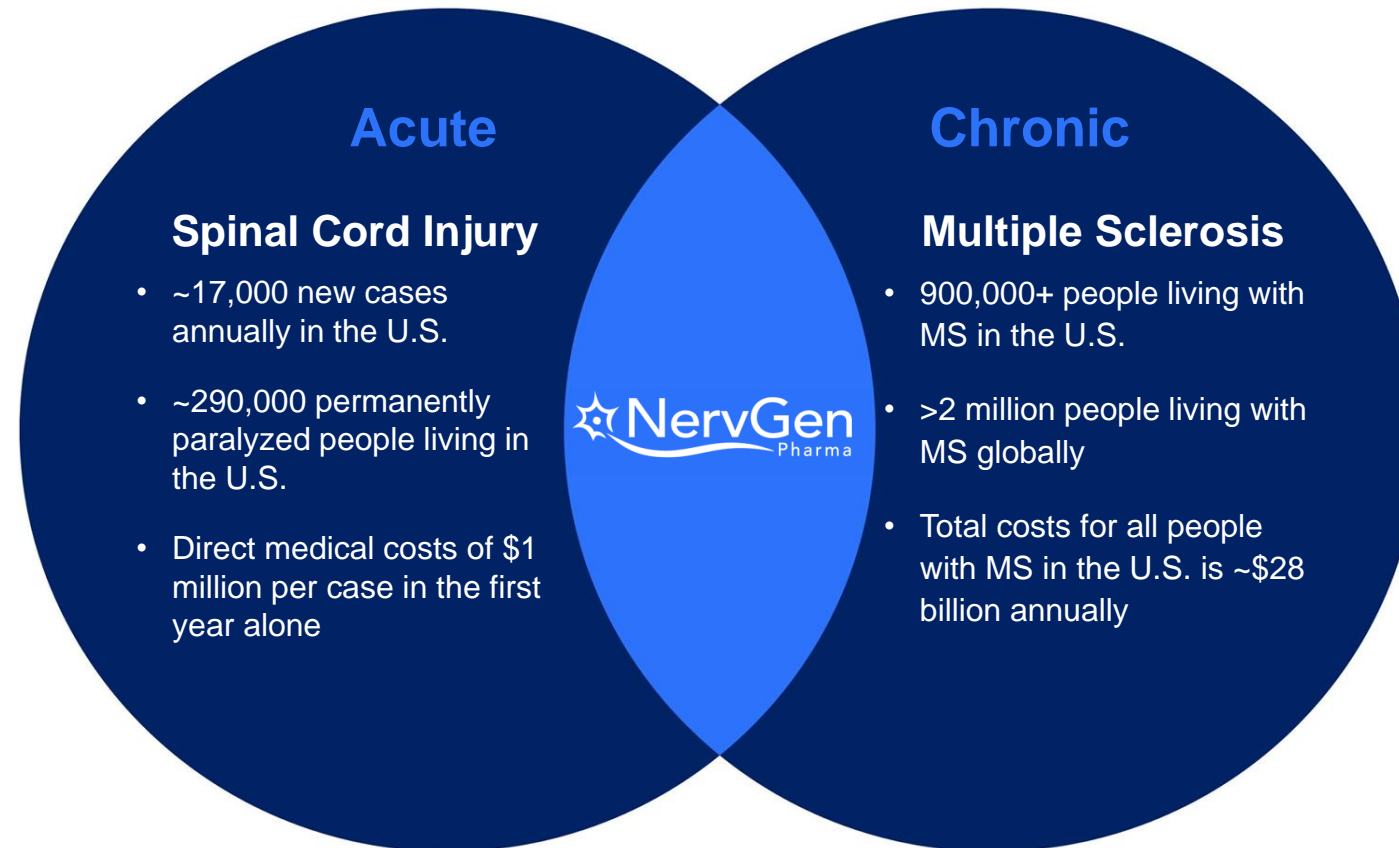 Acute
Spinal Cord Injury
• ~17,000 new cases
annually in the U.S.
• ~290,000 permanently
paralyzed people living in
the U.S.
• Direct medical costs of $1
million per case in the first
year alone
NervGen
Pharma
Chronic
Multiple Sclerosis
• 900,000+ people living with
MS in the U.S.
• >2 million people living with
MS globally
• Total costs for all people
with MS in the U.S. is ~$28
billion annually